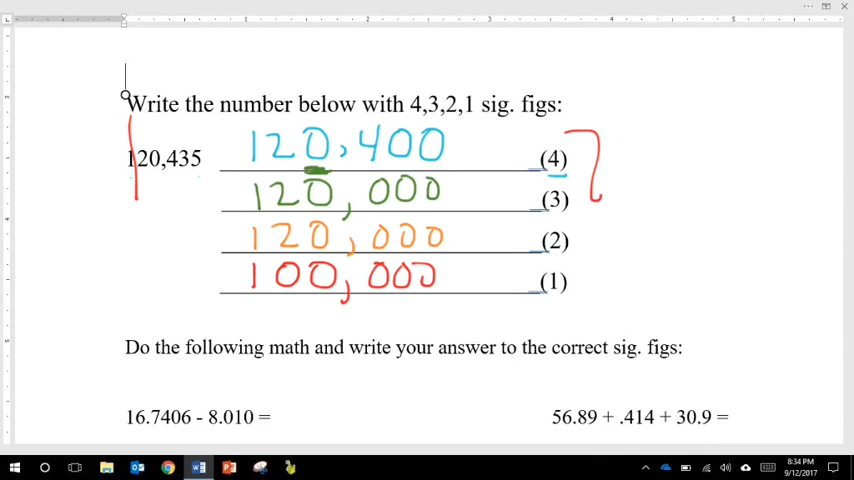 Write the number below with 4,3,2,1 sig. figs:
120,435 120,400 (4)
120,000 (3)
120,000 (2)
100,000 (1)
Do the following math and write your answer to the correct sig. figs:
16.7406 - 8.010 = 56.89 + .414 + 30.9 =
8:34 PM
9/12/2017